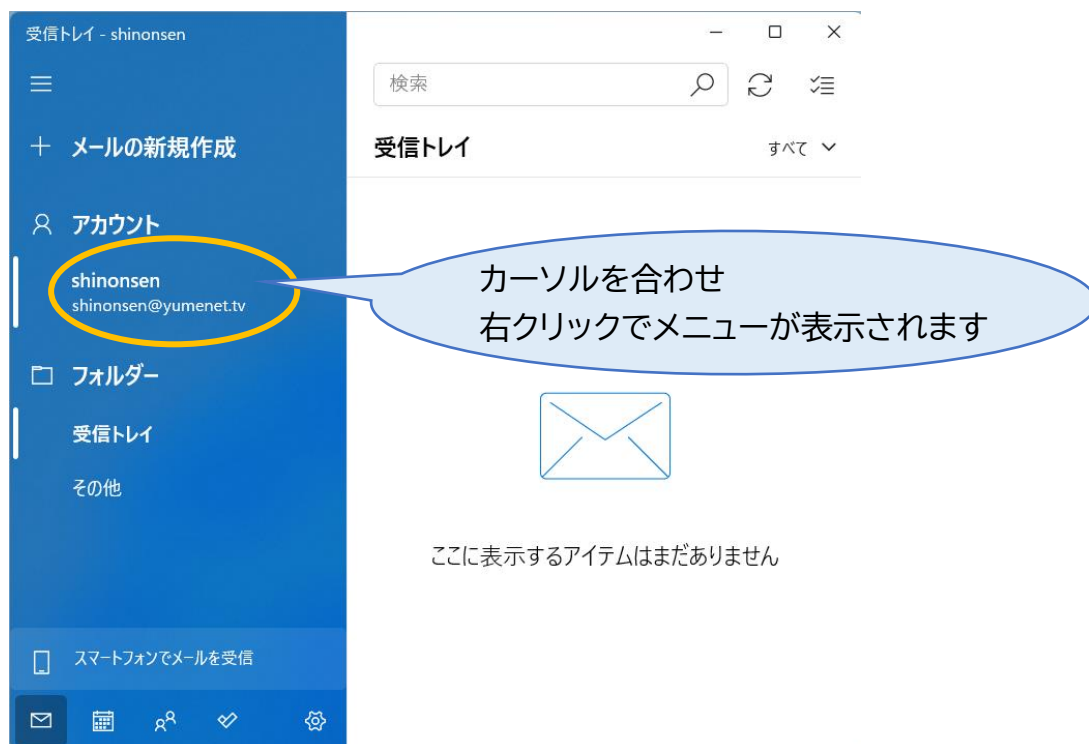 受信トレイ - shinonsen
検索
メールの新規作成
受信トレイ
すべて
アカウント
shinonsen
shinonsen@yumenet.tv
カーソルを合わせ
右クリックでメニューが表示されます
フォルダー
受信トレイ
その他
ここに表示するアイテムはまだありません
スマートフォンでメールを受信